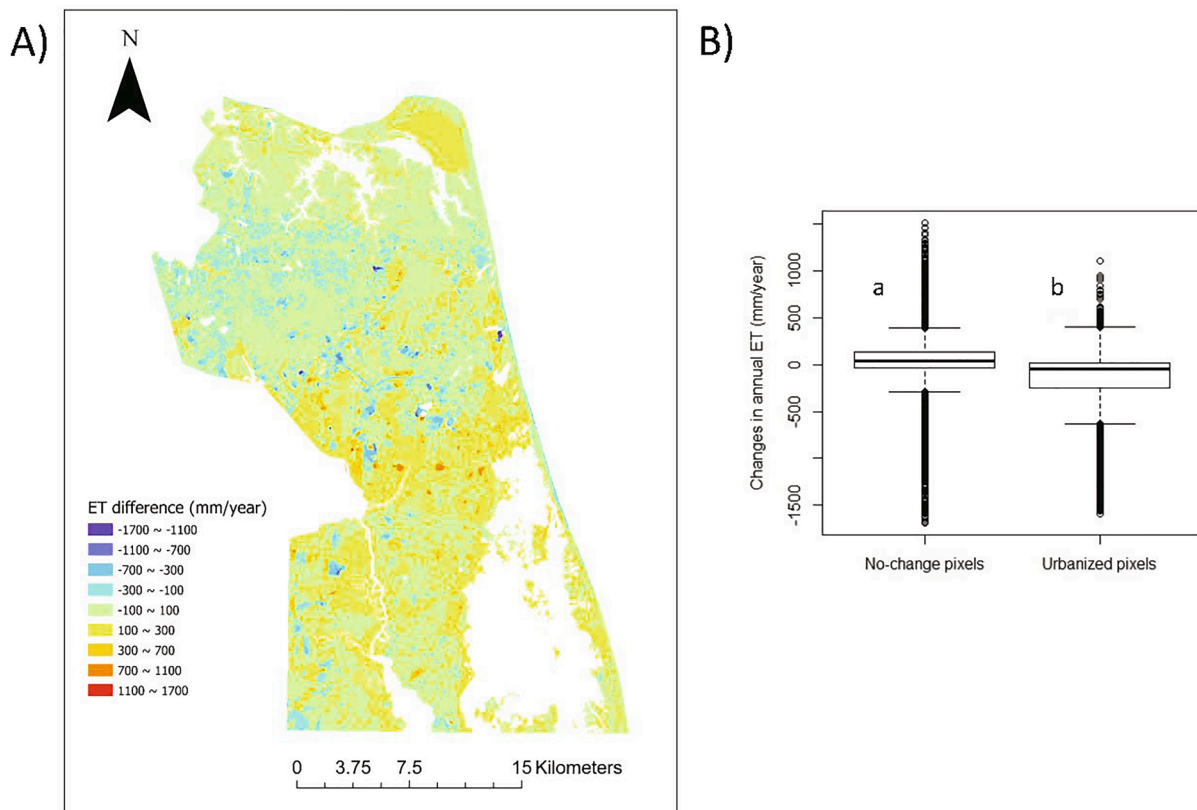 A)
N
ET difference (mm/year)
-1700 ~ -1100
-1100 ~ -700
-700 ~ -300
-300 ~ -100
-100 ~ 100
100 ~ 300
300 ~ 700
700 ~ 1100
1100 ~ 1700
0 3.75 7.5 15 Kilometers
B)
Changes in annual ET (mm/year)
1000
500
0
-500
-1500
a
b
No-change pixels Urbanized pixels